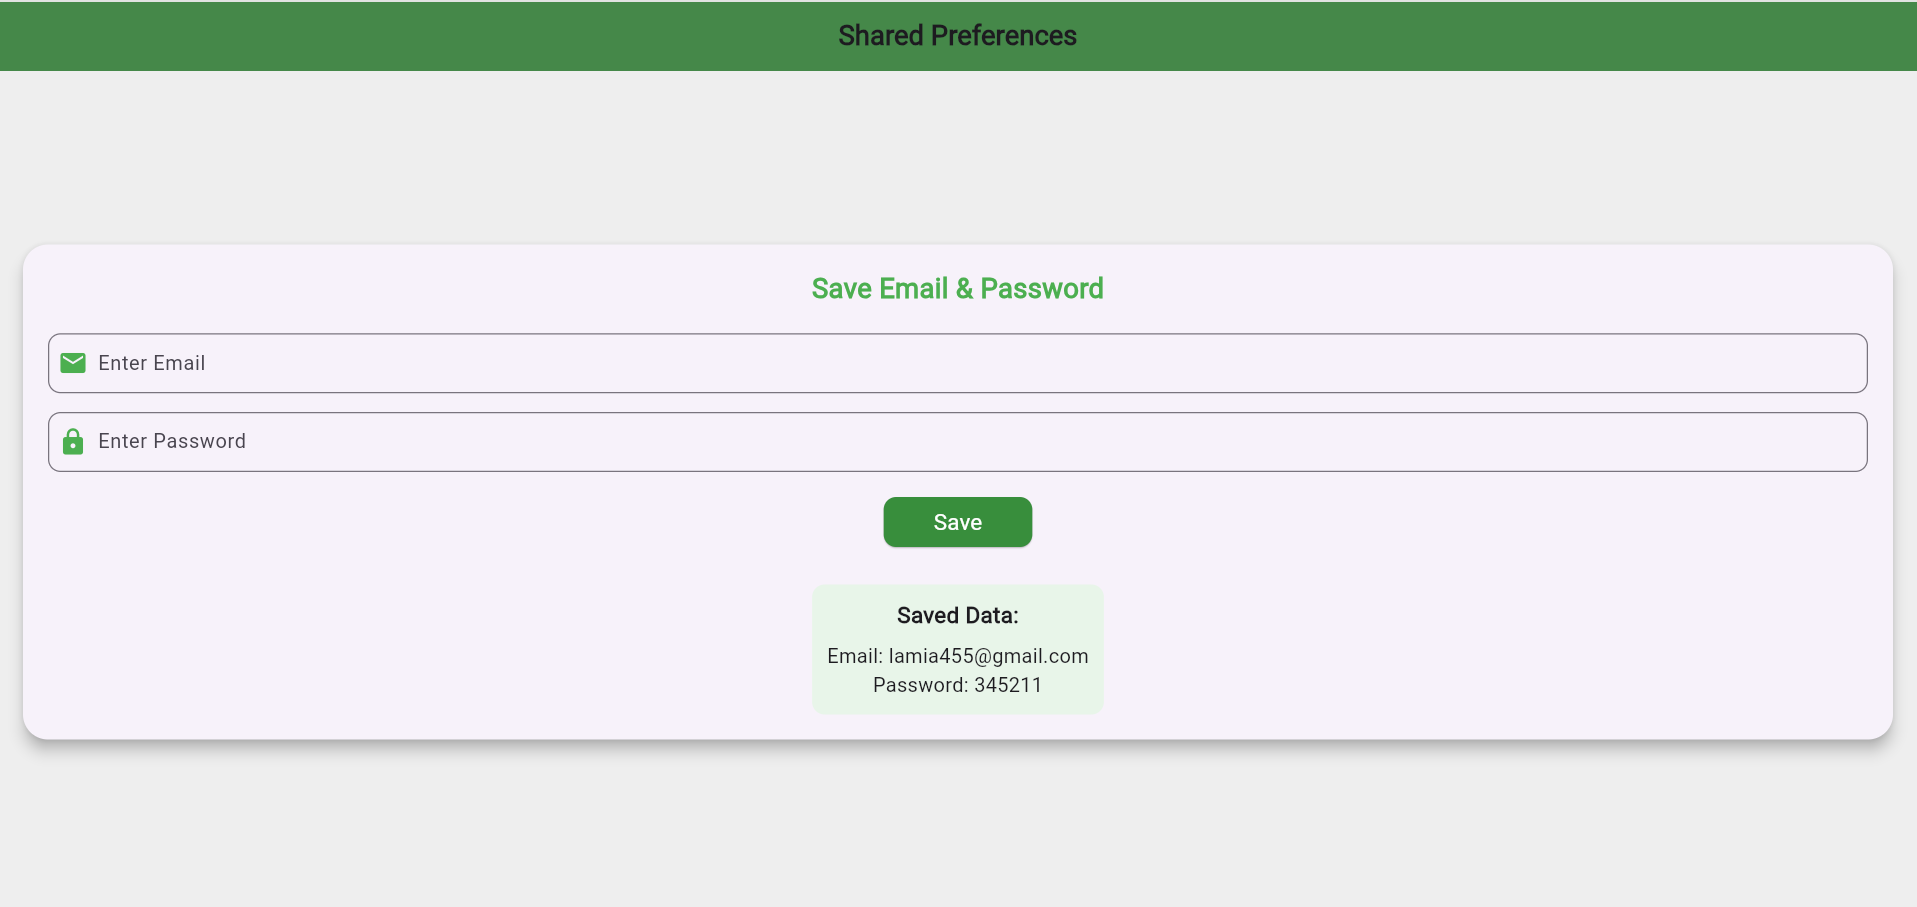 Shared Preferences
Save Email & Password
Enter Email
Enter Password
Save
Saved Data:
Email: lamia455@gmail.com
Password: 345211